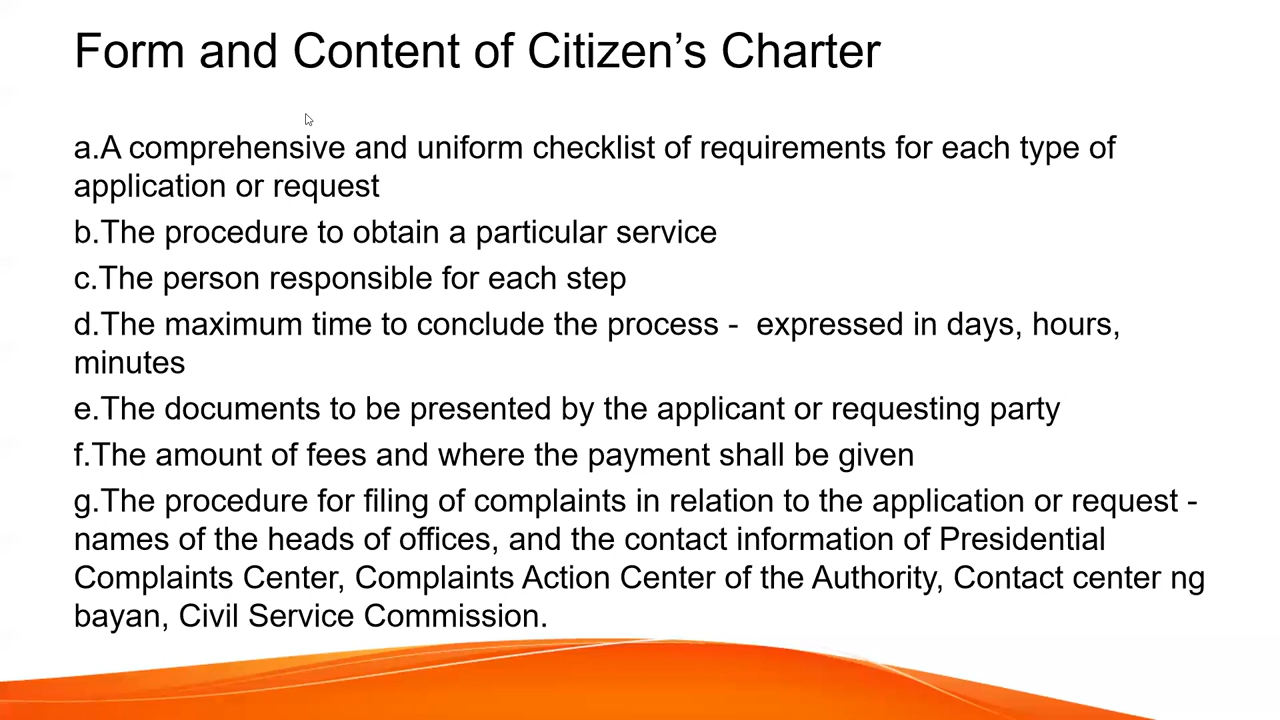 Form and Content of Citizen’s Charter
a.A comprehensive and uniform checklist of requirements for each type of
application or request
b.The procedure to obtain a particular service
c.The person responsible for each step
d.The maximum time to conclude the process -  expressed in days, hours,
minutes
e.The documents to be presented by the applicant or requesting party
f.The amount of fees and where the payment shall be given
g.The procedure for filing of complaints in relation to the application or request -
names of the heads of offices, and the contact information of Presidential
Complaints Center, Complaints Action Center of the Authority, Contact center ng
bayan, Civil Service Commission.